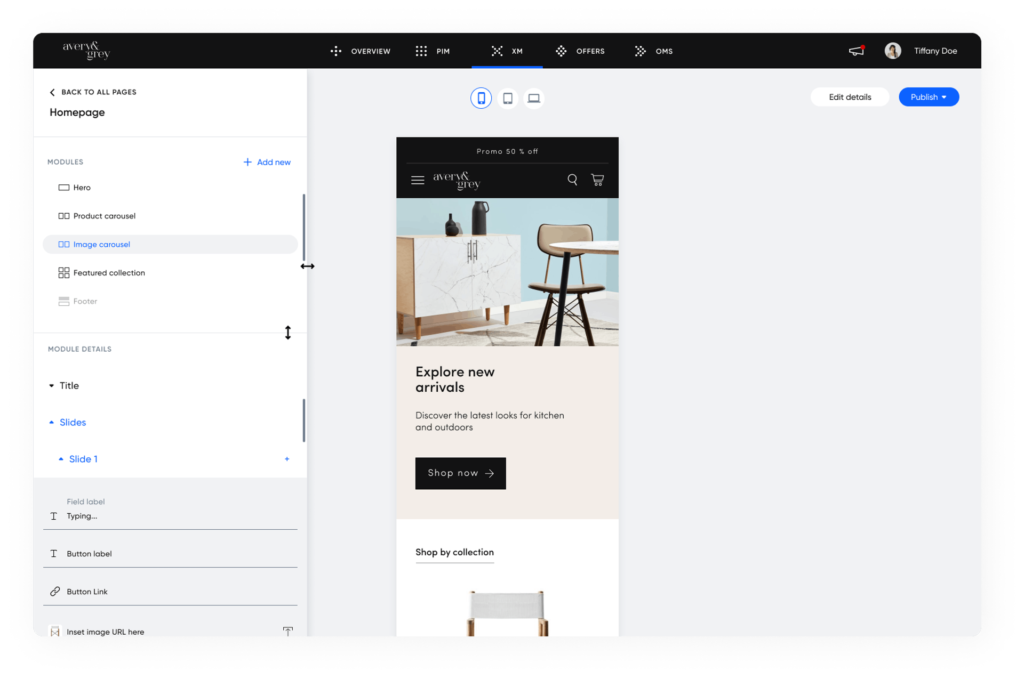 avery&
grey
OVERVIEW
PIM
XM
OFFERS
OMS
Tiffany Doe
BACK TO ALL PAGES
Homepage
Edit details
Publish
MODULES
Add new
Hero
Product carousel
Image carousel
Featured collection
Footer
MODULE DETAILS
Title
Slides
Slide 1
Field label
Typing...
Button label
Button Link
Inset image URL here
Promo 50 % off
avery&
grey
Explore new
arrivals
Discover the latest looks for kitchen
and outdoors
Shop now
Shop by collection